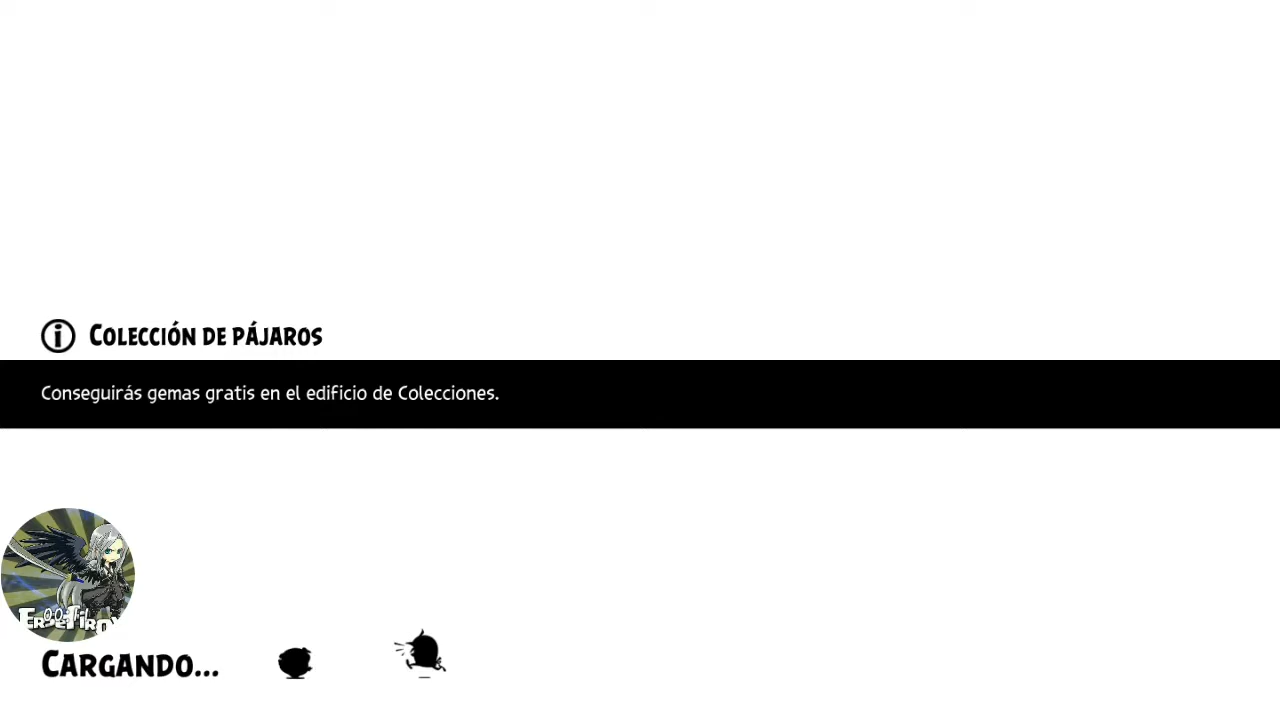 Colección de pájaros
Conseguirás gemas gratis en el edificio de Colecciones.
Cargando...